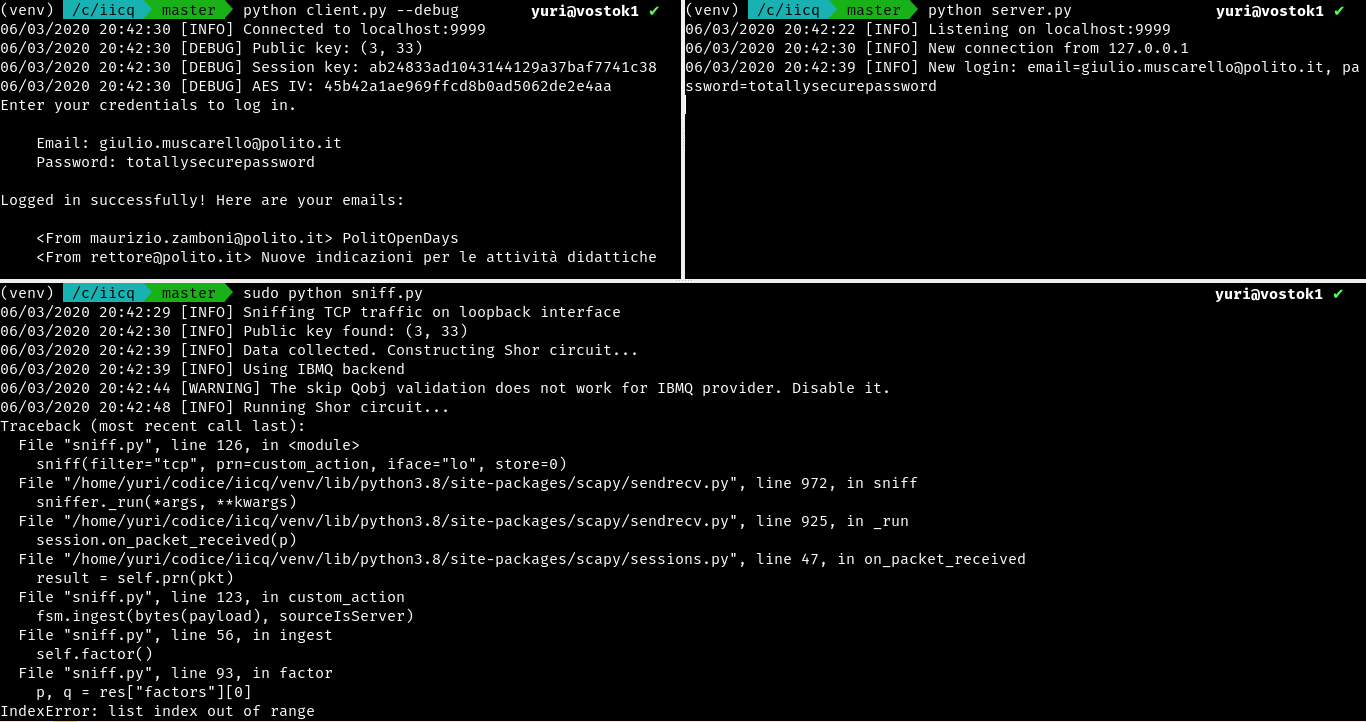 (venv) /c/iicq master python client.py --debug yuri@vostok1 ✔
06/03/2020 20:42:30 [INFO] Connected to localhost:9999
06/03/2020 20:42:30 [DEBUG] Public key: (3, 33)
06/03/2020 20:42:30 [DEBUG] Session key: ab24833ad1043144129a37baf7741c38
06/03/2020 20:42:30 [DEBUG] AES IV: 45b42a1ae969ffcd8b0ad5062de2e4aa
Enter your credentials to log in.
Email: giulio.muscarello@polito.it
Password: totallysecurepassword
Logged in successfully! Here are your emails:
<From maurizio.zamboni@polito.it> PolitOpenDays
<From rettore@polito.it> Nuove indicazioni per le attività didattiche
(venv) /c/iicq master python server.py yuri@vostok1 ✔
06/03/2020 20:42:22 [INFO] Listening on localhost:9999
06/03/2020 20:42:30 [INFO] New connection from 127.0.0.1
06/03/2020 20:42:39 [INFO] New login: email=giulio.muscarello@polito.it, pa
ssword=totallysecurepassword
(venv) /c/iicq master sudo python sniff.py yuri@vostok1 ✔
06/03/2020 20:42:29 [INFO] Sniffing TCP traffic on loopback interface
06/03/2020 20:42:30 [INFO] Public key found: (3, 33)
06/03/2020 20:42:39 [INFO] Data collected. Constructing Shor circuit...
06/03/2020 20:42:39 [INFO] Using IBMQ backend
06/03/2020 20:42:44 [WARNING] The skip Qobj validation does not work for IBMQ provider. Disable it.
06/03/2020 20:42:48 [INFO] Running Shor circuit...
Traceback (most recent call last):
File "sniff.py", line 126, in <module>
sniff(filter="tcp", prn=custom_action, iface="lo", store=0)
File "/home/yuri/codice/iicq/venv/lib/python3.8/site-packages/scapy/sendrecv.py", line 972, in sniff
sniffer._run(*args, **kwargs)
File "/home/yuri/codice/iicq/venv/lib/python3.8/site-packages/scapy/sendrecv.py", line 925, in _run
session.on_packet_received(p)
File "/home/yuri/codice/iicq/venv/lib/python3.8/site-packages/scapy/sessions.py", line 47, in on_packet_received
result = self.prn(pkt)
File "sniff.py", line 123, in custom_action
fsm.ingest(bytes(payload), sourceIsServer)
File "sniff.py", line 56, in ingest
self.factor()
File "sniff.py", line 93, in factor
p, q = res["factors"][0]
IndexError: list index out of range